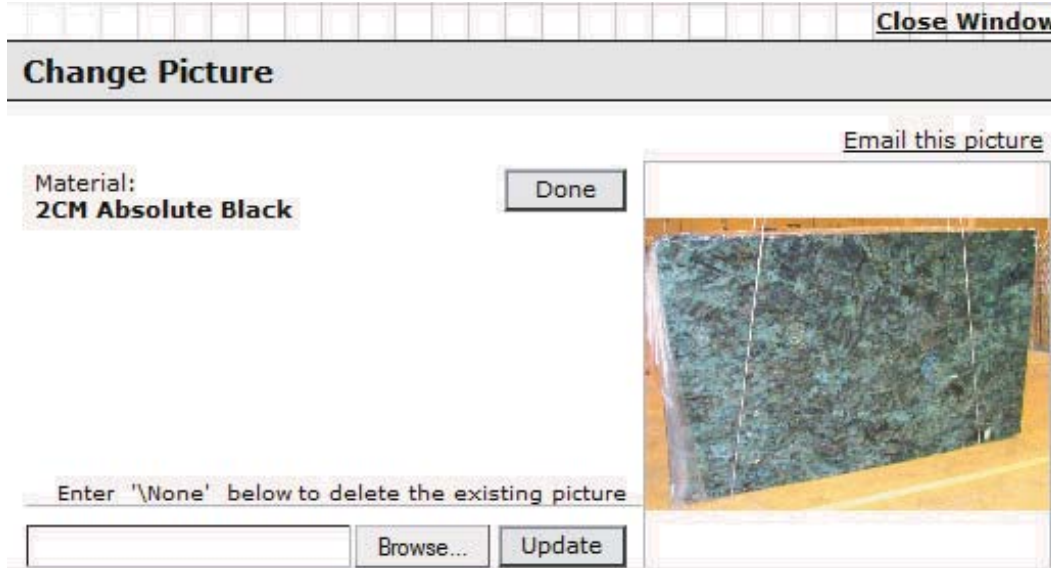 Close Window
Change Picture
Email this picture
Material:
2CM Absolute Black
Done
Enter '\None' below to delete the existing picture
Browse...
Update